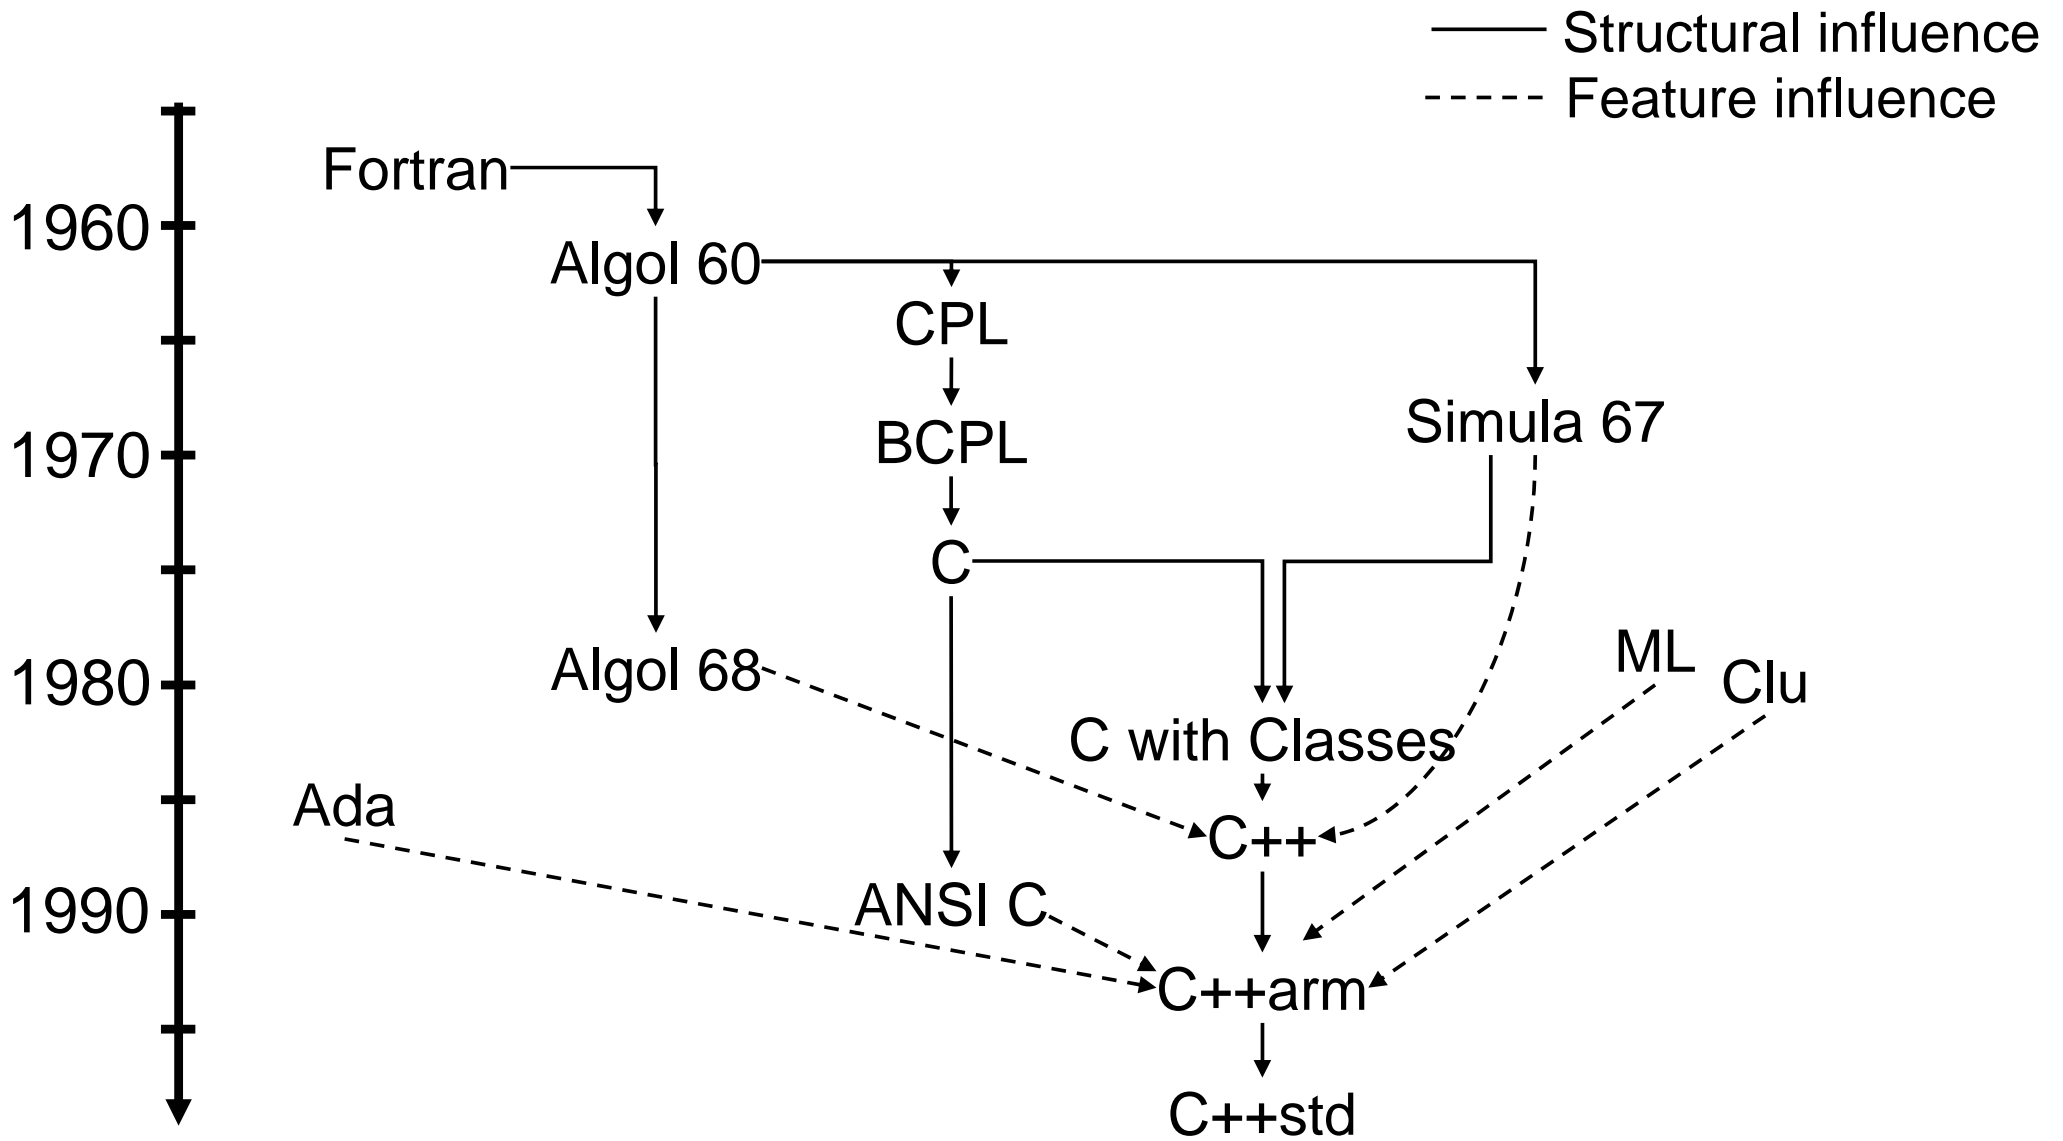 Structural influence
Feature influence
Fortran
1960
Algol 60
CPL
Simula 67
BCPL
1970
C
ML
Algol 68
1980
Clu
C with Classes
Ada
C++
ANSI C
1990
C++arm
C++std